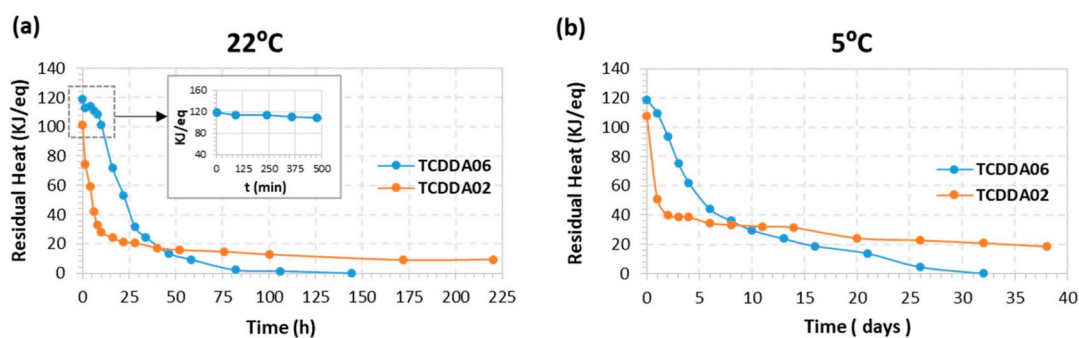 (a)
22°C
Residual Heat (KJ/eq)
140
120
100
80
60
40
20
0
0 25 50 75 100 125 150 175 200 225
Time (h)
KJ/eq
160
120
80
40
0 125 250 375 500
t (min)
TCDDA06
TCDDA02
(b)
5°C
Residual Heat (KJ/eq)
140
120
100
80
60
40
20
0
0 5 10 15 20 25 30 35 40
Time ( days )
TCDDA06
TCDDA02